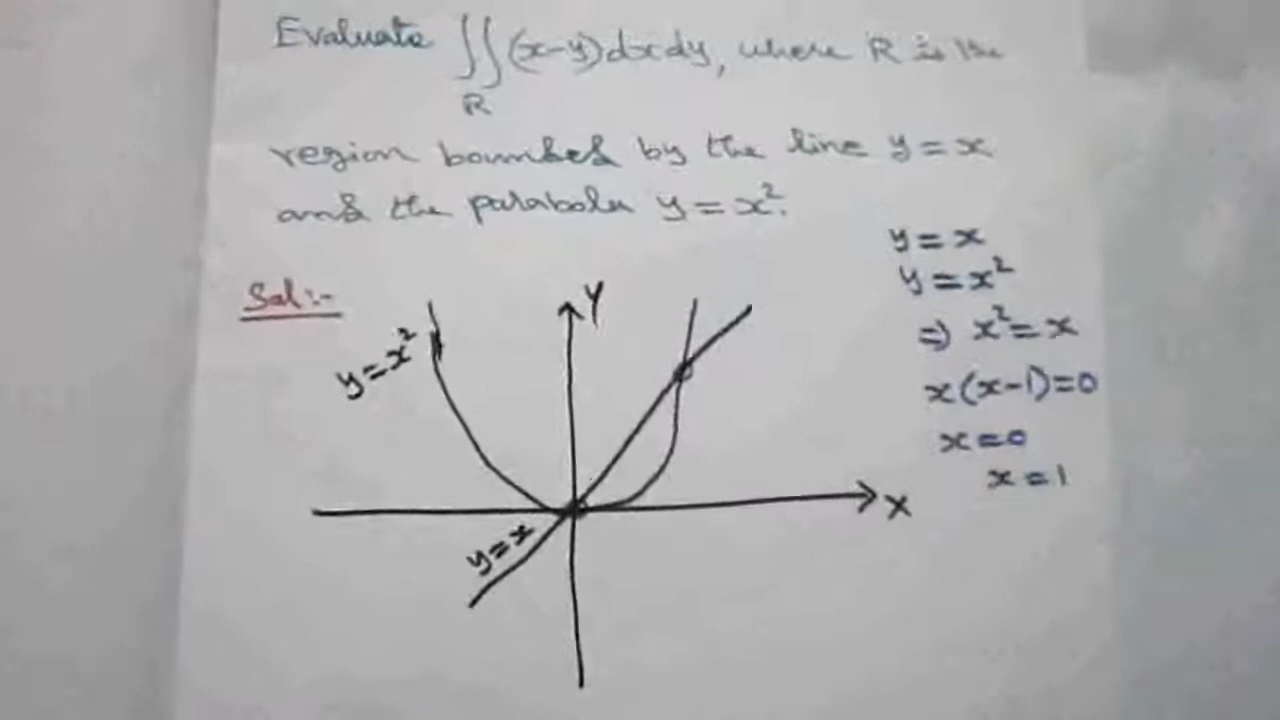 Evaluate ∬(x-y)dxdy, where R is the
R
region bounded by the line y = x
and the parabola y = x².
y = x
y = x²
Sol:-
Y
y=x²
⇒ x²=x
x(x-1)=0
x=0
x=1
X
y=x